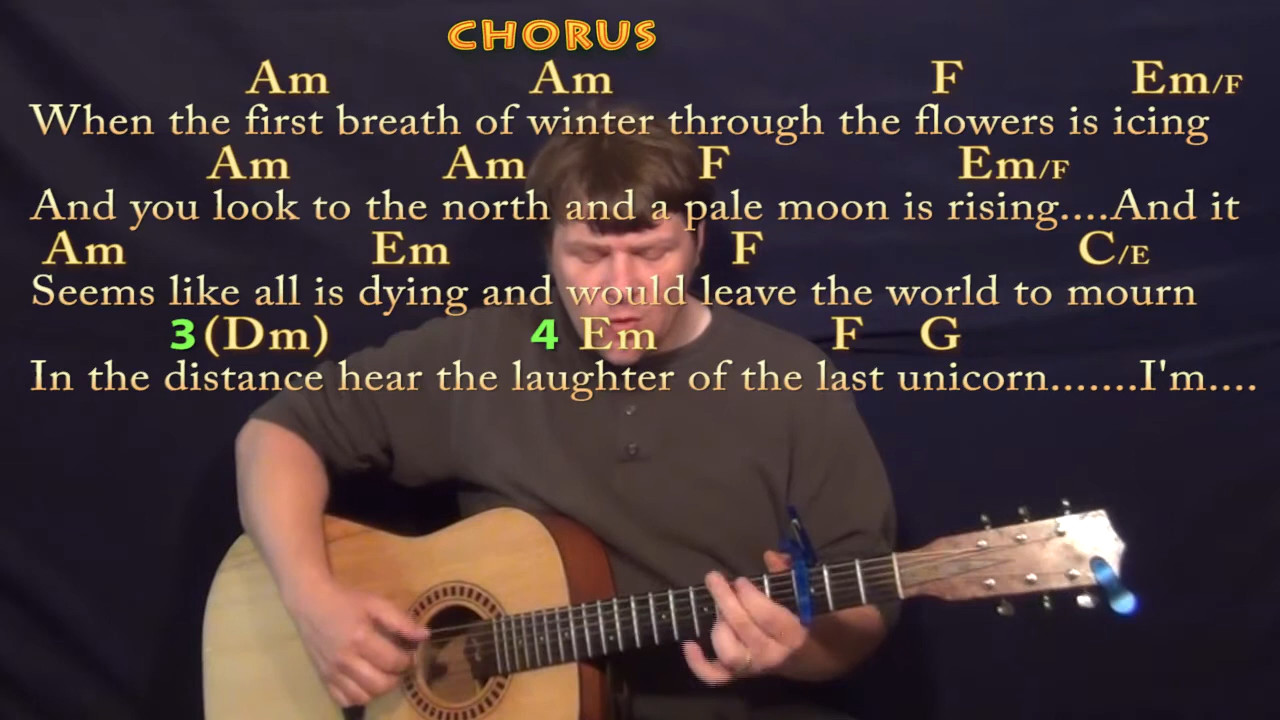 CHORUS
Am Am F Em/F
When the first breath of winter through the flowers is icing
Am Am F Em/F
And you look to the north and a pale moon is rising....And it
Am Em F C/E
Seems like all is dying and would leave the world to mourn
3 (Dm) 4 Em F G
In the distance hear the laughter of the last unicorn.......I'm....